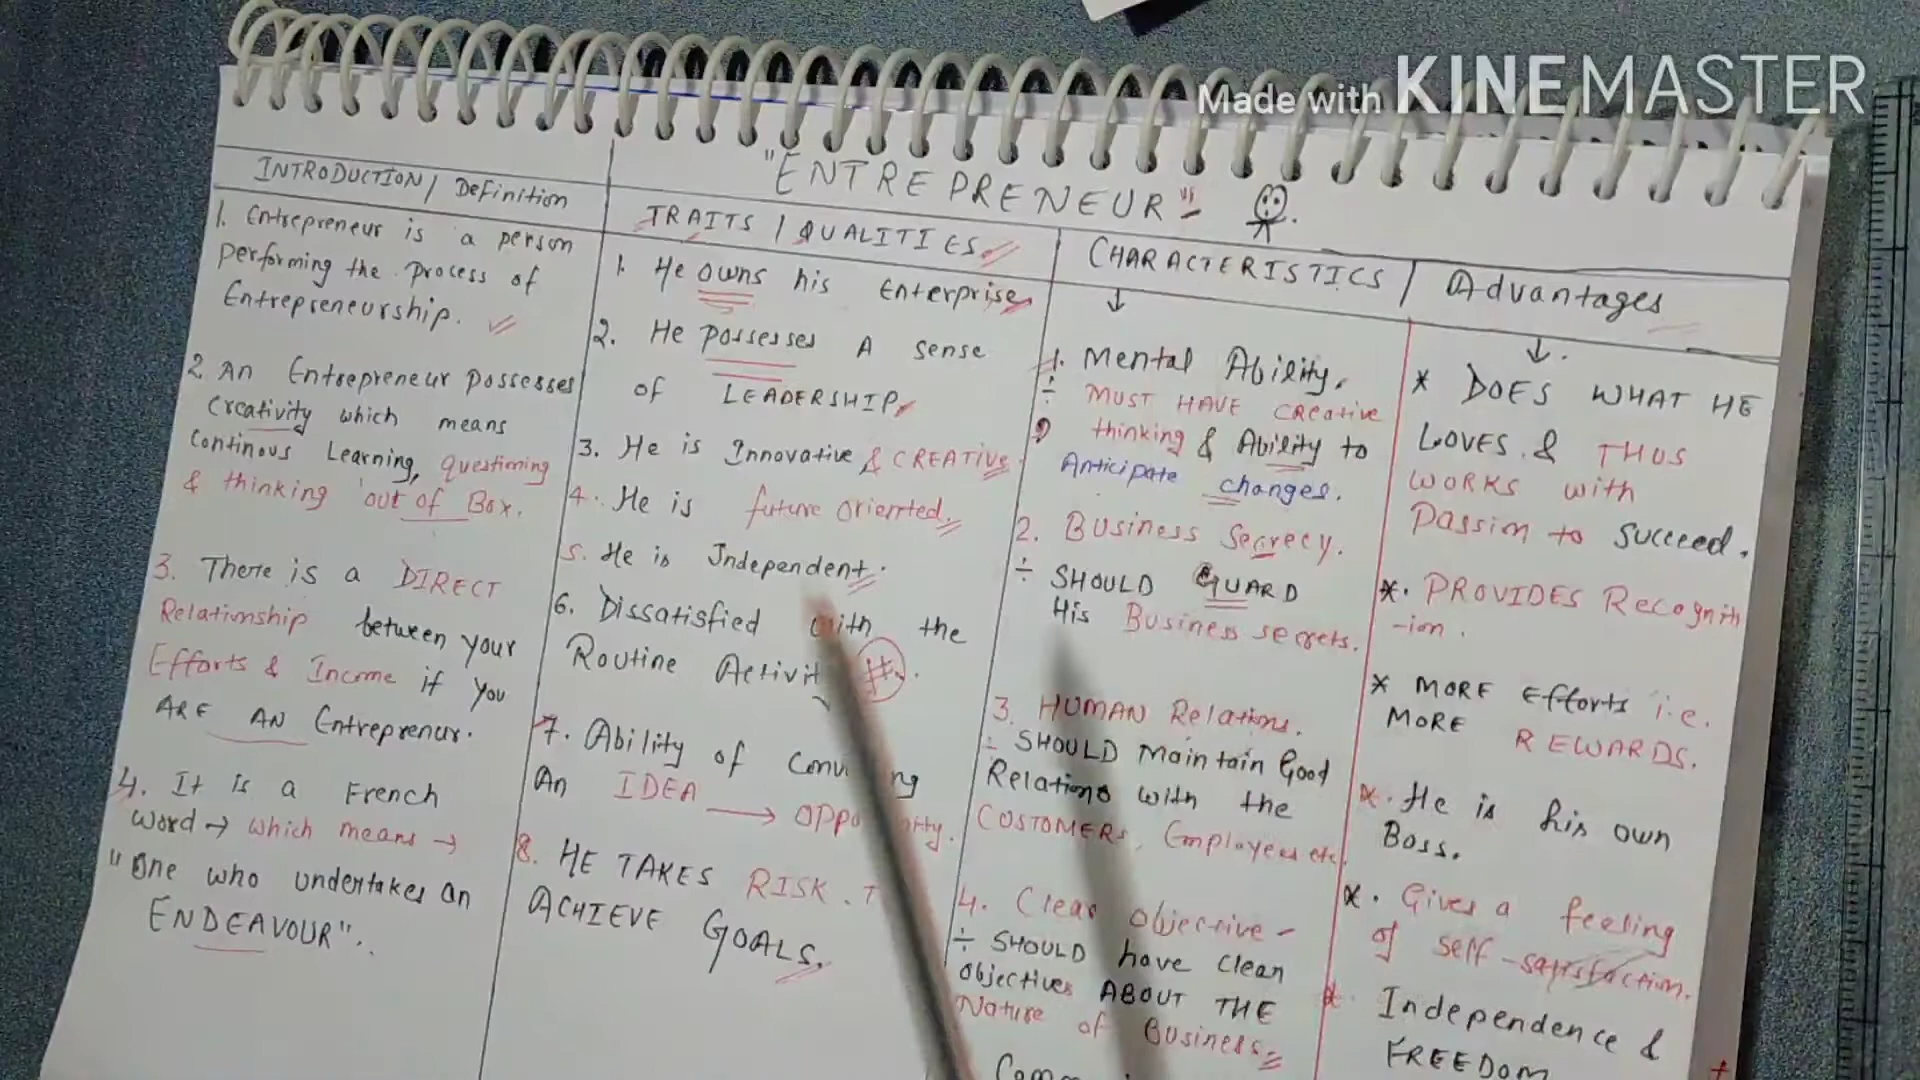 Made with KINEMASTER
"ENTREPRENEUR"
INTRODUCTION / Definition
1. Entrepreneur is a person
performing the process of
Entrepreneurship.
2 An Entrepreneur possesses
Creativity which means
Continous Learning, questioning
& thinking 'out of Box.
3. There is a DIRECT
Relationship between your
Efforts & Income if you
ARE AN Entreprenur.
4. It is a French
word → which means →
"One who undertakes an
ENDEAVOUR".
TRAITS / QUALITIES
1. He owns his Enterprise
2. He possesses A sense
of LEADERSHIP
3. He is Innovative & CREATIVE
4. He is future oriented.
5. He is Independent.
6. Dissatisfied with the
Routine
7. Ability of
An IDEA →
8. HE TAKES RISK
ACHIEVE GOALS.
CHARACTERISTICS / Advantages
1. Mental Ability.
÷ MUST HAVE creative
thinking & Ability to
Anticipate changes.
2. Business Secrecy.
÷ SHOULD GUARD
His Business secrets.
3. HUMAN Relations.
÷ SHOULD Maintain Good
Relations with the
CUSTOMERS, Employees etc
4. Clear objective -
÷ SHOULD have clear
Objectives ABOUT THE
Nature of Business
* DOES WHAT HE
LOVES & THUS
WORKS with
Passion to succeed.
*. PROVIDES Recognit
-ion.
* MORE Efforts i.e.
MORE REWARDS.
*. He is his own
Boss.
*. Gives a feeling
of self-satisfaction.
*. Independence &
FREEDOM